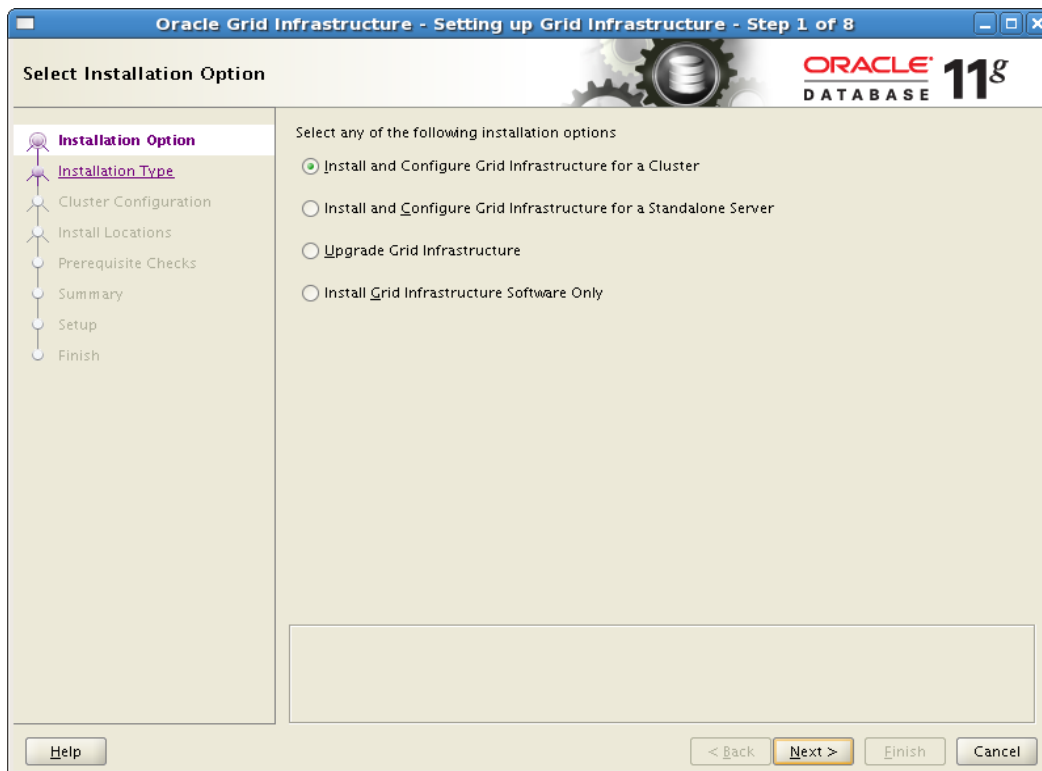 Oracle Grid Infrastructure - Setting up Grid Infrastructure - Step 1 of 8
Select Installation Option
ORACLE
DATABASE
11g
Installation Option
Installation Type
Cluster Configuration
Install Locations
Prerequisite Checks
Summary
Setup
Finish
Select any of the following installation options
Install and Configure Grid Infrastructure for a Cluster
Install and Configure Grid Infrastructure for a Standalone Server
Upgrade Grid Infrastructure
Install Grid Infrastructure Software Only
Help
< Back
Next >
Finish
Cancel